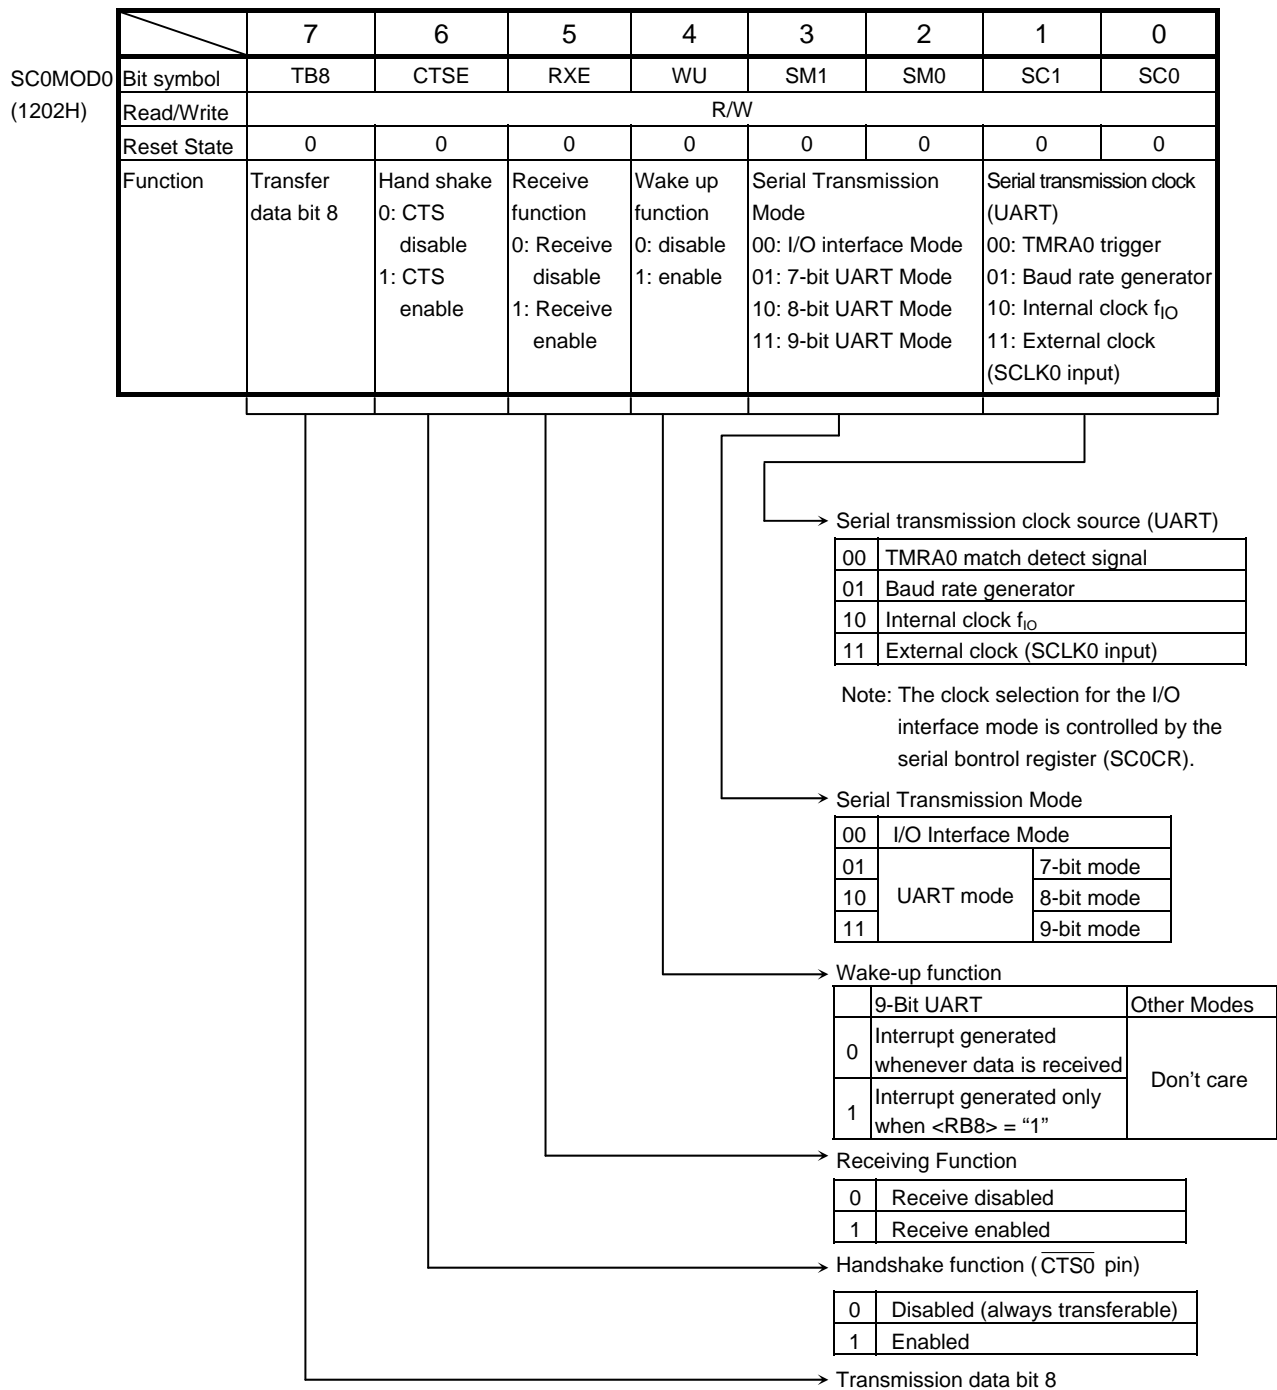 7 6 5 4 3 2 1 0
SC0MOD0 Bit symbol TB8 CTSE RXE WU SM1 SM0 SC1 SC0
(1202H) Read/Write R/W
Reset State 0 0 0 0 0 0 0 0
Function Transfer Hand shake Receive Wake up Serial Transmission Serial transmission clock
data bit 8 0: CTS function function Mode (UART)
disable 0: Receive 0: disable 00: I/O interface Mode 00: TMRA0 trigger
1: CTS disable 1: enable 01: 7-bit UART Mode 01: Baud rate generator
enable 1: Receive 10: 8-bit UART Mode 10: Internal clock fIO
enable 11: 9-bit UART Mode 11: External clock
(SCLK0 input)
Serial transmission clock source (UART)
00 TMRA0 match detect signal
01 Baud rate generator
10 Internal clock fIO
11 External clock (SCLK0 input)
Note: The clock selection for the I/O
interface mode is controlled by the
serial bontrol register (SC0CR).
Serial Transmission Mode
00 I/O Interface Mode
01 7-bit mode
10 UART mode 8-bit mode
11 9-bit mode
Wake-up function
9-Bit UART Other Modes
0 Interrupt generated
whenever data is received
Don't care
1 Interrupt generated only
when <RB8> = “1”
Receiving Function
0 Receive disabled
1 Receive enabled
Handshake function ( CTS0 pin)
0 Disabled (always transferable)
1 Enabled
Transmission data bit 8